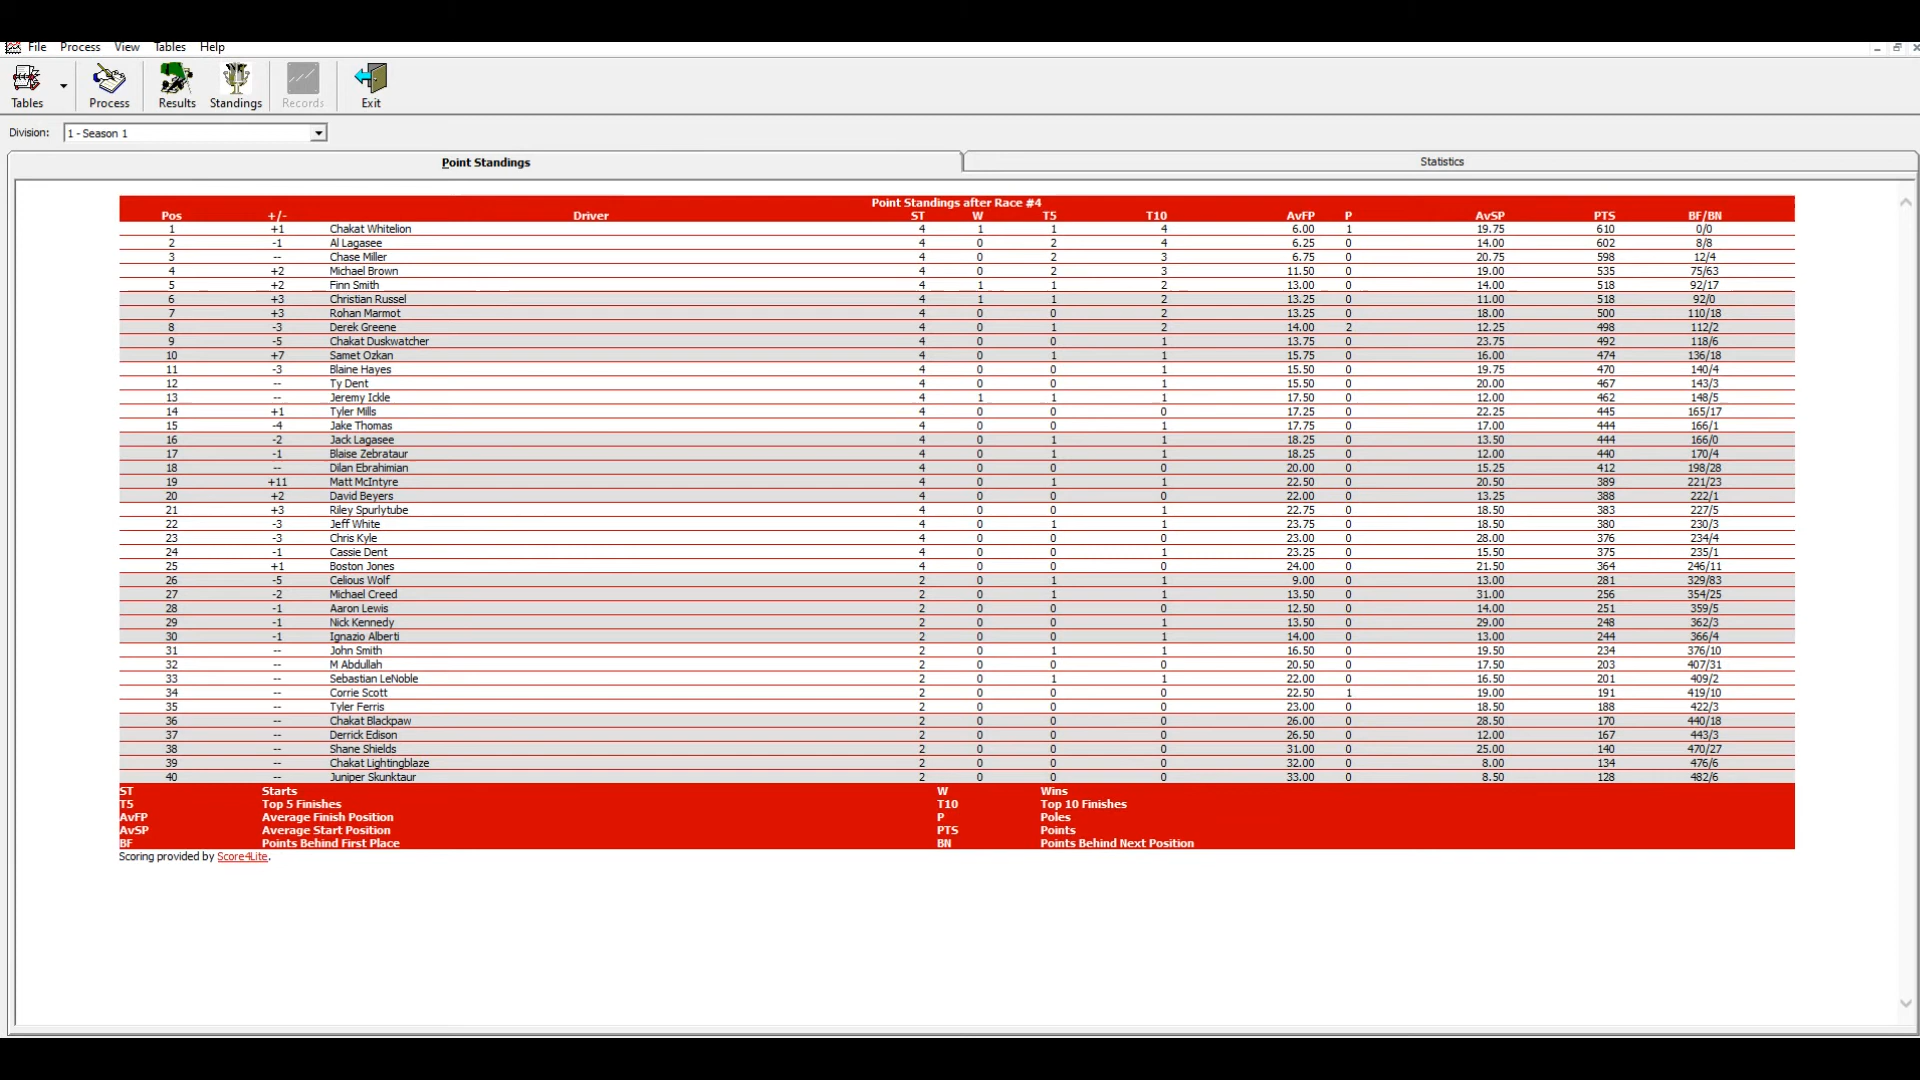 File Process View Tables Help
Tables Process Results Standings Records Exit
Division: 1 - Season 1
Point Standings Statistics
Point Standings after Race #4
Pos +/- Driver ST W T5 T10 AvFP P AvSP PTS BF/BN
1 +1 Chakat Whitelion 4 1 1 4 6.00 1 19.75 610 0/0
2 -1 Al Lagasee 4 0 2 4 6.25 0 14.00 602 8/8
3 -- Chase Miller 4 0 2 3 6.75 0 20.75 598 12/4
4 +2 Michael Brown 4 0 2 3 11.50 0 19.00 535 75/63
5 +2 Finn Smith 4 1 1 2 13.00 0 14.00 518 92/17
6 +3 Christian Russel 4 1 1 2 13.25 0 11.00 518 92/0
7 +3 Rohan Marmot 4 0 0 2 13.25 0 18.00 500 110/18
8 -3 Derek Greene 4 0 1 2 14.00 2 12.25 498 112/2
9 -5 Chakat Duskwatcher 4 0 0 1 13.75 0 23.75 492 118/6
10 +7 Samet Ozkan 4 0 1 1 15.75 0 16.00 474 136/18
11 -3 Blaine Hayes 4 0 0 1 15.50 0 19.75 470 140/4
12 -- Ty Dent 4 0 0 1 15.50 0 20.00 467 143/3
13 -- Jeremy Ickle 4 1 1 1 17.50 0 12.00 462 148/5
14 +1 Tyler Mills 4 0 0 0 17.25 0 22.25 445 165/17
15 -4 Jake Thomas 4 0 0 1 17.75 0 17.00 444 166/1
16 -2 Jack Lagasee 4 0 1 1 18.25 0 13.50 444 166/0
17 -1 Blaise Zebrataur 4 0 1 1 18.25 0 12.00 440 170/4
18 -- Dilan Ebrahimian 4 0 0 0 20.00 0 15.25 412 198/28
19 +11 Matt McIntyre 4 0 1 1 22.50 0 20.50 389 221/23
20 +2 David Beyers 4 0 0 0 22.00 0 13.25 388 222/1
21 +3 Riley Spurlytube 4 0 0 1 22.75 0 18.50 383 227/5
22 -3 Jeff White 4 0 1 1 23.75 0 18.50 380 230/3
23 -3 Chris Kyle 4 0 0 0 23.00 0 28.00 376 234/4
24 -1 Cassie Dent 4 0 0 1 23.25 0 15.50 375 235/1
25 +1 Boston Jones 4 0 0 0 24.00 0 21.50 364 246/11
26 -5 Celious Wolf 2 0 1 1 9.00 0 13.00 281 329/83
27 -2 Michael Creed 2 0 1 1 13.50 0 31.00 256 354/25
28 -1 Aaron Lewis 2 0 0 0 12.50 0 14.00 251 359/5
29 -1 Nick Kennedy 2 0 0 1 13.50 0 29.00 248 362/3
30 -1 Ignazio Alberti 2 0 0 1 14.00 0 13.00 244 366/4
31 -- John Smith 2 0 1 1 16.50 0 19.50 234 376/10
32 -- M Abdullah 2 0 0 0 20.50 0 17.50 203 407/31
33 -- Sebastian LeNoble 2 0 1 1 22.00 0 16.50 201 409/2
34 -- Corrie Scott 2 0 0 0 22.50 1 19.00 191 419/10
35 -- Tyler Ferris 2 0 0 0 23.00 0 18.50 188 422/3
36 -- Chakat Blackpaw 2 0 0 0 26.00 0 28.50 170 440/18
37 -- Derrick Edison 2 0 0 0 26.50 0 12.00 167 443/3
38 -- Shane Shields 2 0 0 0 31.00 0 25.00 140 470/27
39 -- Chakat Lightingblaze 2 0 0 0 32.00 0 8.00 134 476/6
40 -- Juniper Skunktaur 2 0 0 0 33.00 0 8.50 128 482/6
ST Starts W Wins
T5 Top 5 Finishes T10 Top 10 Finishes
AvFP Average Finish Position P Poles
AvSP Average Start Position PTS Points
BF Points Behind First Place BN Points Behind Next Position
Scoring provided by Score4Lite.